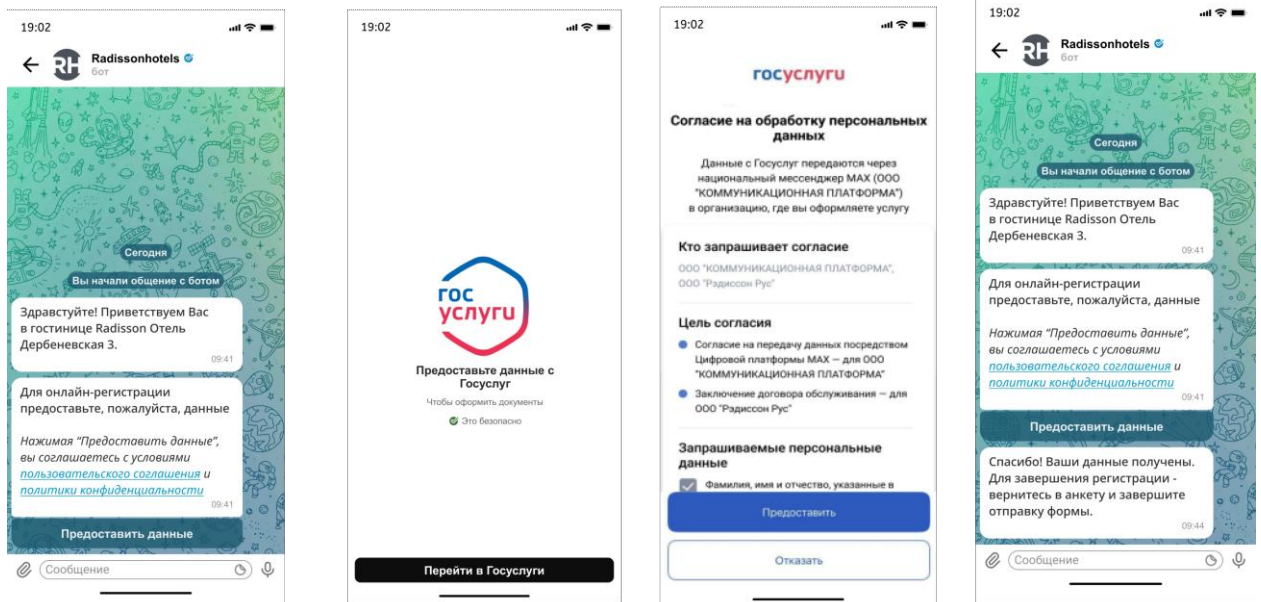 19:02
Radissonhotels
бот
Сегодня
Вы начали общение с ботом
Здравстуйте! Приветствуем Вас
в гостинице Radisson Отель
Дербеневская 3.
09:41
Для онлайн-регистрации
предоставьте, пожалуйста, данные
Нажимая “Предоставить данные”,
вы соглашаетесь с условиями
пользовательского соглашения и
политики конфиденциальности
09:41
Предоставить данные
Сообщение
19:02
гос
услуги
Предоставьте данные с
Госуслуг
Чтобы оформить документы
Это безопасно
Перейти в Госуслуги
19:02
госуслуги
Согласие на обработку персональных
данных
Данные с Госуслуг передаются через
национальный мессенджер MAX (ООО
"КОММУНИКАЦИОННАЯ ПЛАТФОРМА")
в организацию, где вы оформляете услугу
Кто запрашивает согласие
ООО "КОММУНИКАЦИОННАЯ ПЛАТФОРМА",
ООО "Рэдиссон Рус"
Цель согласия
Согласие на передачу данных посредством
Цифровой платформы MAX — для ООО
"КОММУНИКАЦИОННАЯ ПЛАТФОРМА"
Заключение договора обслуживания — для
ООО "Рэдиссон Рус"
Запрашиваемые персональные
данные
Фамилия, имя и отчество, указанные в
Предоставить
Отказать
19:02
RH
Radissonhotels
бот
Сегодня
Вы начали общение с ботом
Здравстуйте! Приветствуем Вас
в гостинице Radisson Отель
Дербеневская 3.
09:41
Для онлайн-регистрации
предоставьте, пожалуйста, данные
Нажимая “Предоставить данные”,
вы соглашаетесь с условиями
пользовательского соглашения и
политики конфиденциальности
09:41
Предоставить данные
Спасибо! Ваши данные получены.
Для завершения регистрации -
вернитесь в анкету и завершите
отправку формы.
09:44
Сообщение